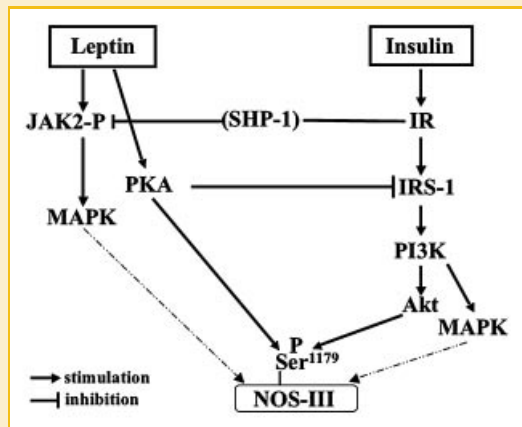 Leptin
Insulin
JAK2-P
(SHP-1)
IR
PKA
IRS-1
MAPK
PI3K
Akt
MAPK
P
Ser1179
NOS-III
stimulation
inhibition